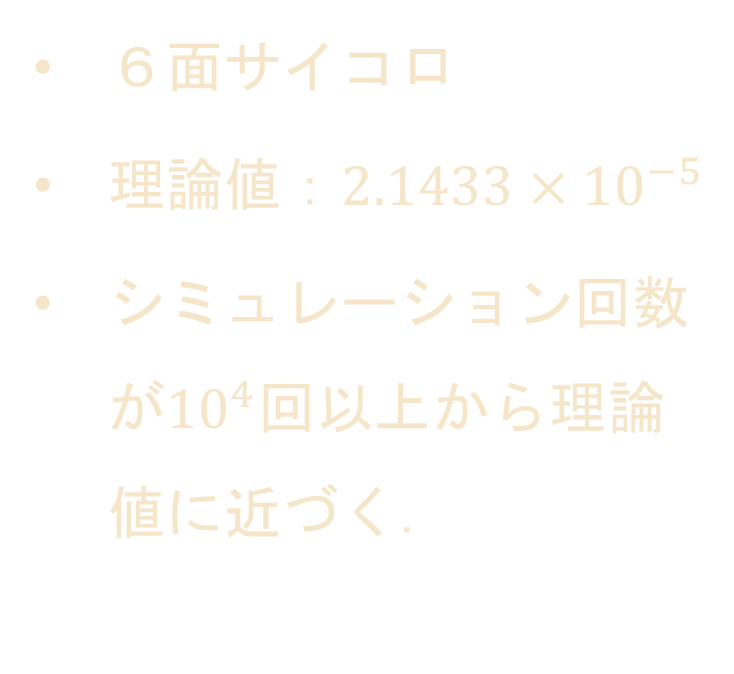 • ６面サイコロ
• 理論値：2.1433 × 10⁻⁵
• シミュレーション回数
が10⁴回以上から理論
値に近づく.